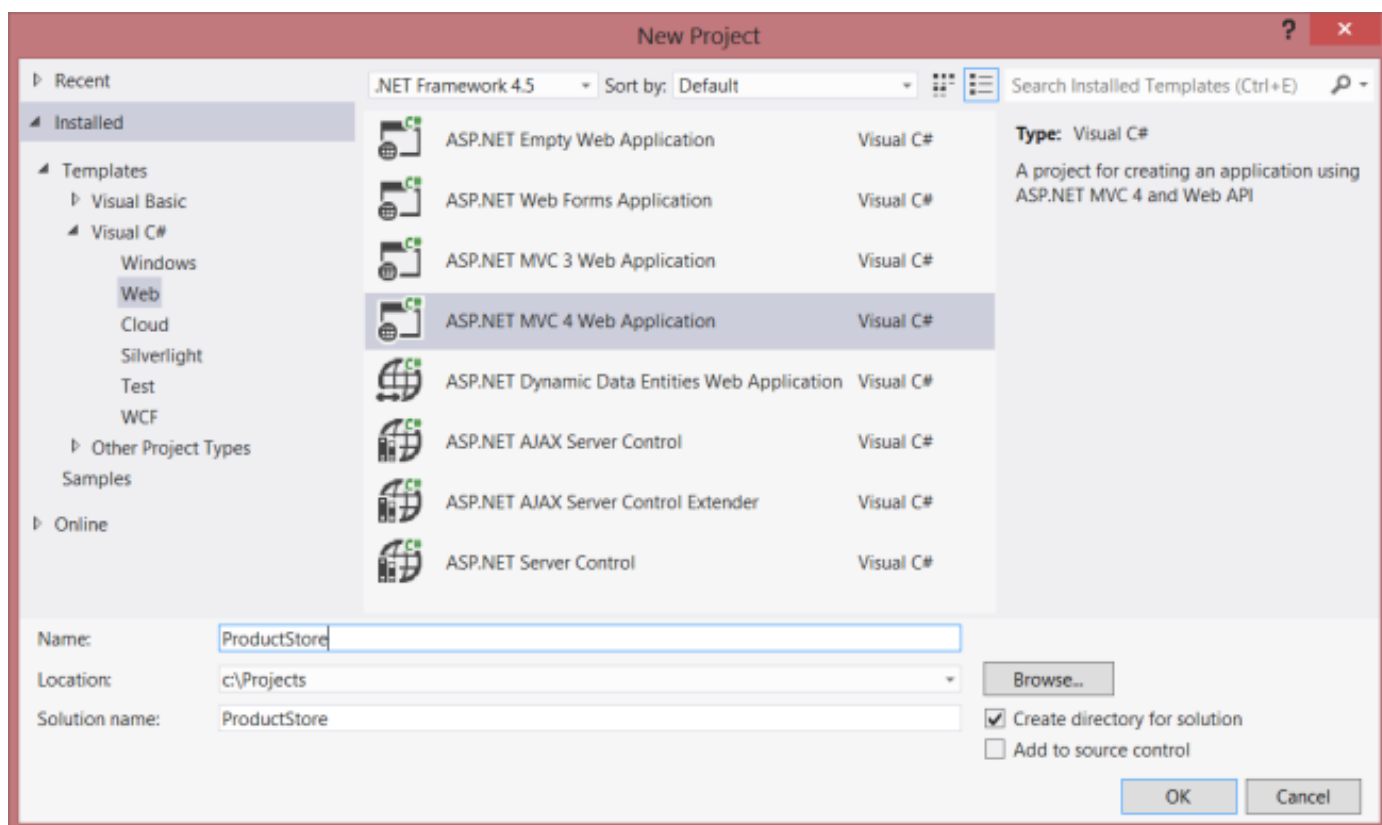 New Project
?
Recent
.NET Framework 4.5
Sort by: Default
Search Installed Templates (Ctrl+E)
Installed
Templates
Visual Basic
Visual C#
Windows
Web
Cloud
Silverlight
Test
WCF
Other Project Types
Samples
Online
ASP.NET Empty Web Application Visual C#
ASP.NET Web Forms Application Visual C#
ASP.NET MVC 3 Web Application Visual C#
ASP.NET MVC 4 Web Application Visual C#
ASP.NET Dynamic Data Entities Web Application Visual C#
ASP.NET AJAX Server Control Visual C#
ASP.NET AJAX Server Control Extender Visual C#
ASP.NET Server Control Visual C#
Type: Visual C#
A project for creating an application using
ASP.NET MVC 4 and Web API
Name: ProductStore
Location: c:\Projects
Browse...
Solution name: ProductStore
Create directory for solution
Add to source control
OK
Cancel